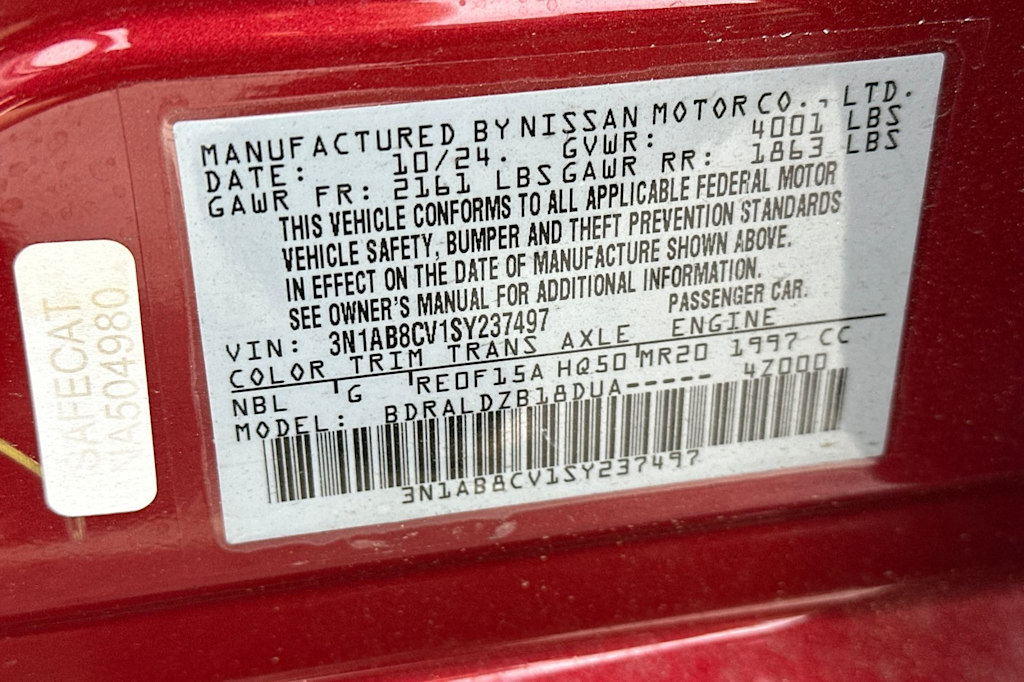 MANUFACTURED BY NISSAN MOTOR CO., LTD.
DATE: 10/24. GVWR: 4001 LBS
GAWR FR: 2161 LBS GAWR RR: 1863 LBS
THIS VEHICLE CONFORMS TO ALL APPLICABLE FEDERAL MOTOR
VEHICLE SAFETY, BUMPER AND THEFT PREVENTION STANDARDS
IN EFFECT ON THE DATE OF MANUFACTURE SHOWN ABOVE.
SEE OWNER'S MANUAL FOR ADDITIONAL INFORMATION.
VIN: 3N1AB8CV1SY237497 PASSENGER CAR.
COLOR TRIM TRANS AXLE ENGINE
NBL G RE0F15A HQ50 MR20 1997 CC
MODEL: BDRALDZB18DUA----- 4Z000
3N1AB8CV1SY237497
SAFECAT
NA504980